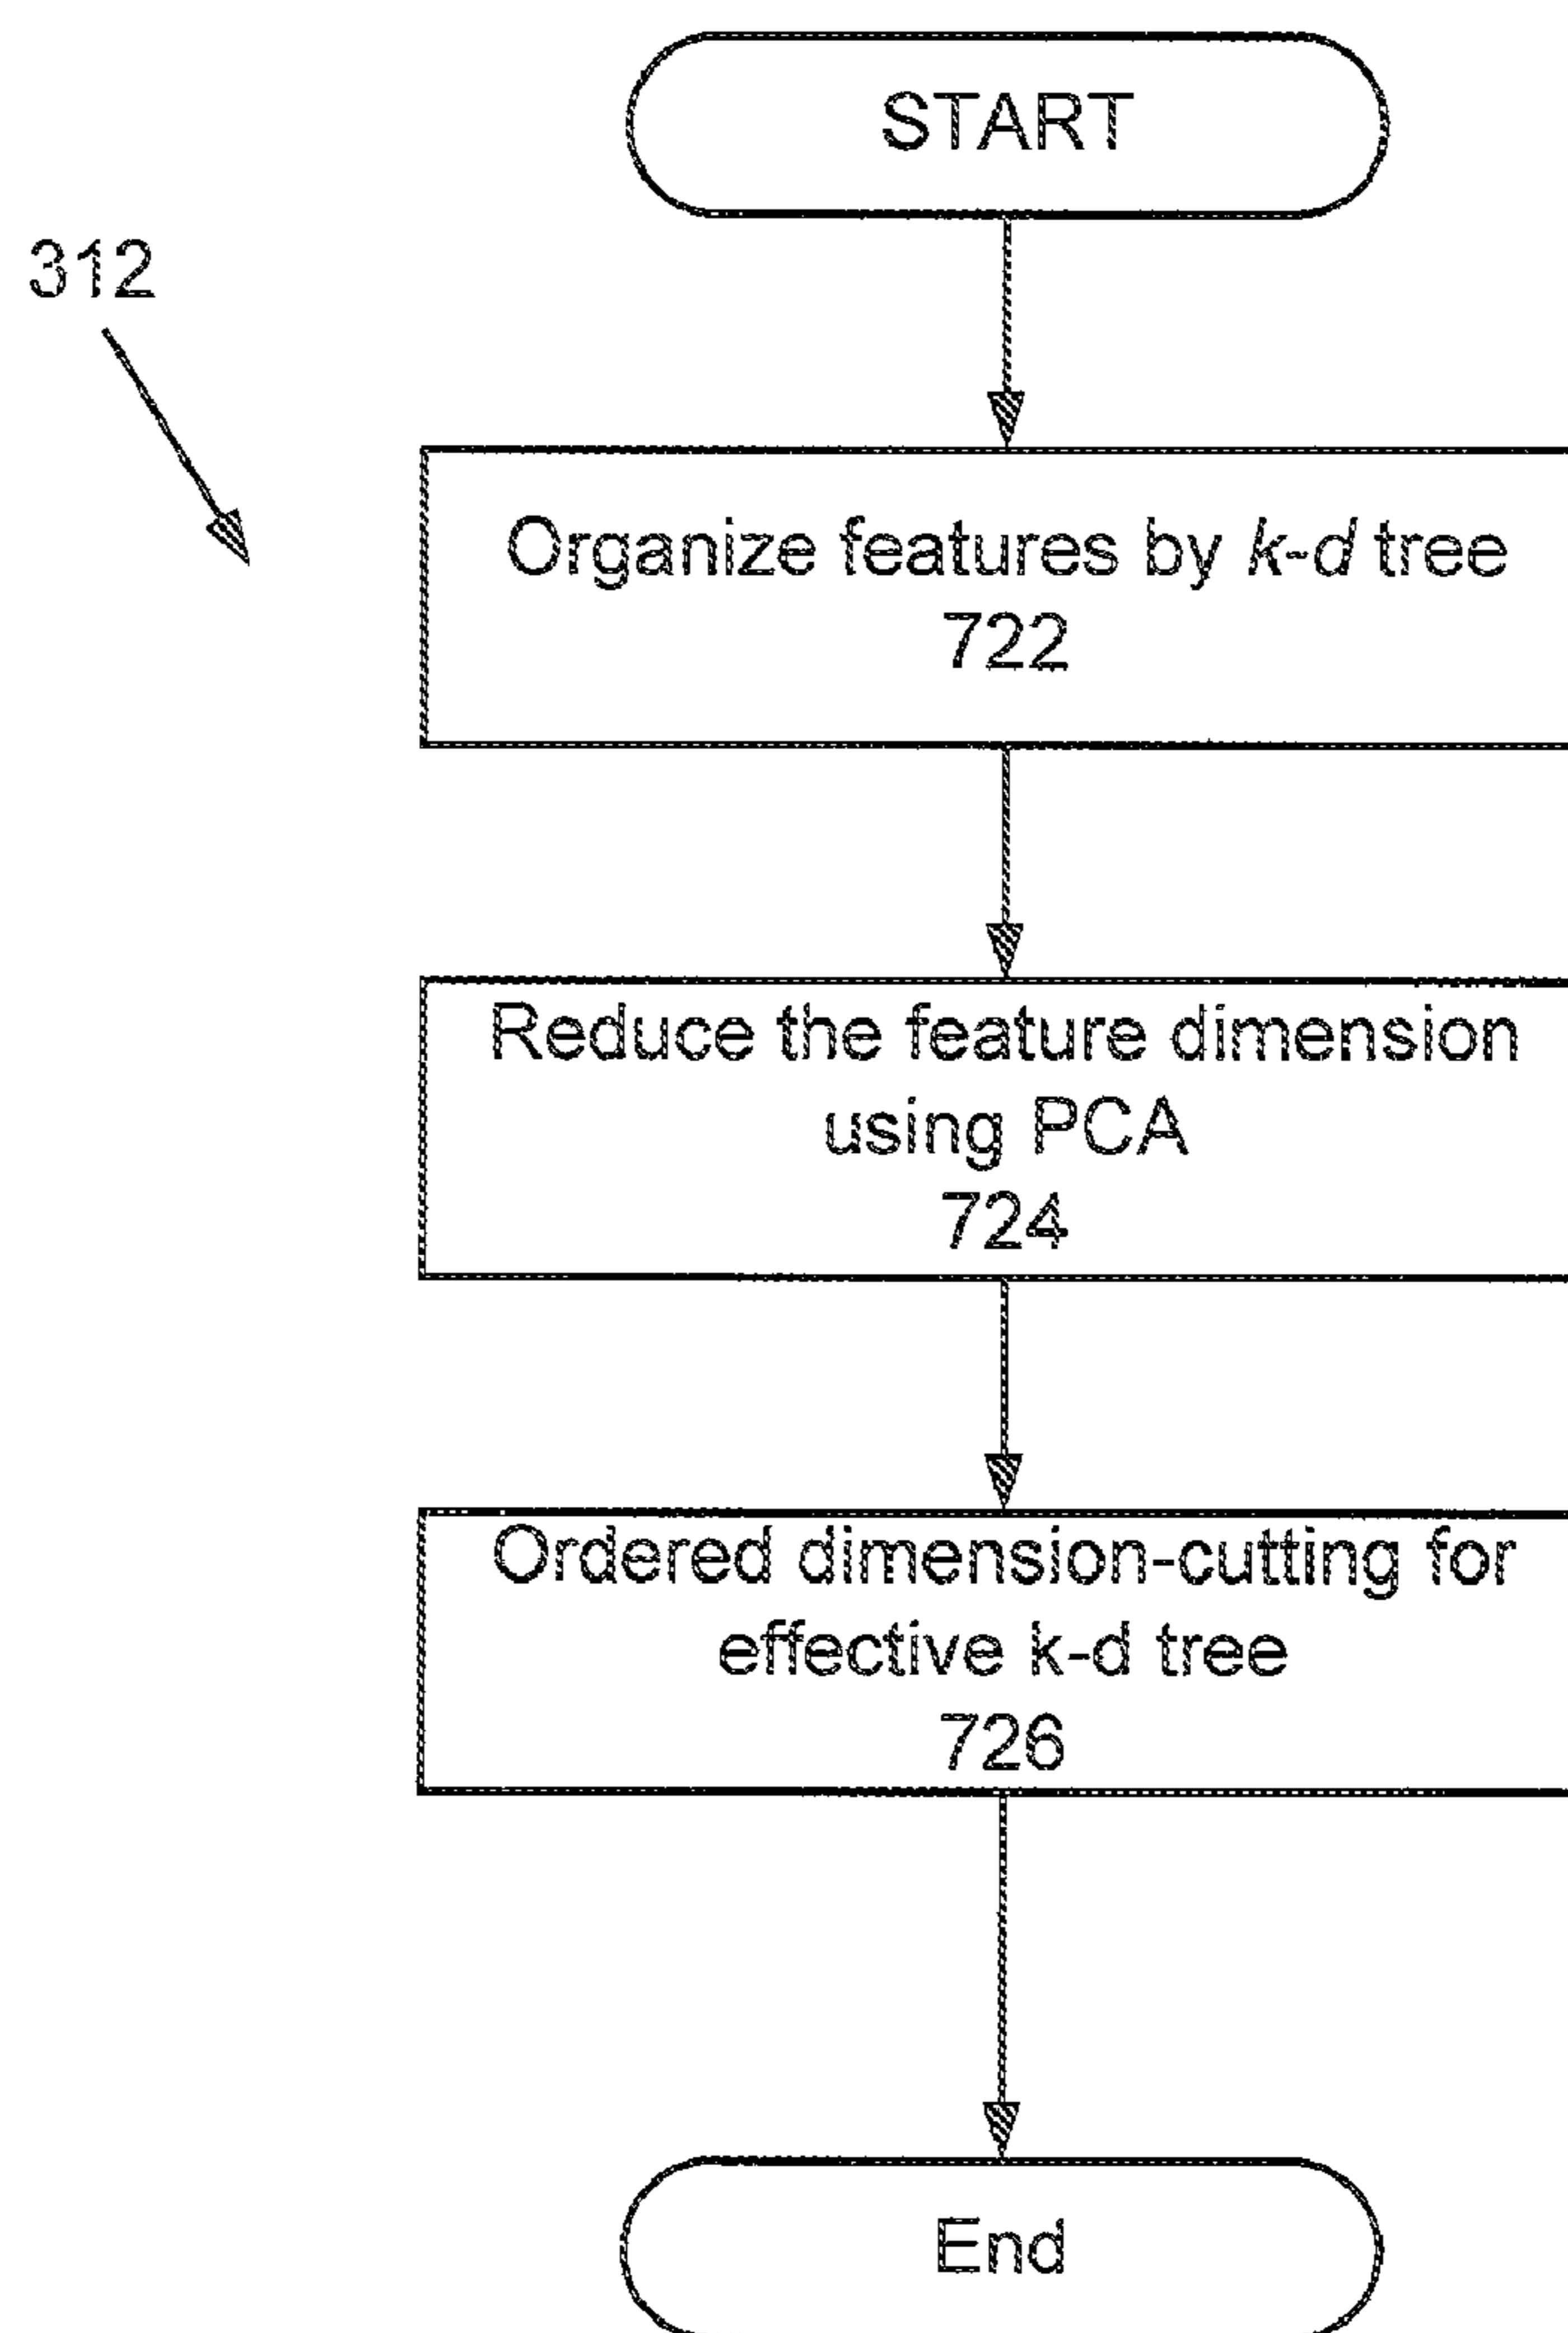 START
312
Organize features by k-d tree
722
Reduce the feature dimension
using PCA
724
Ordered dimension-cutting for
effective k-d tree
726
End